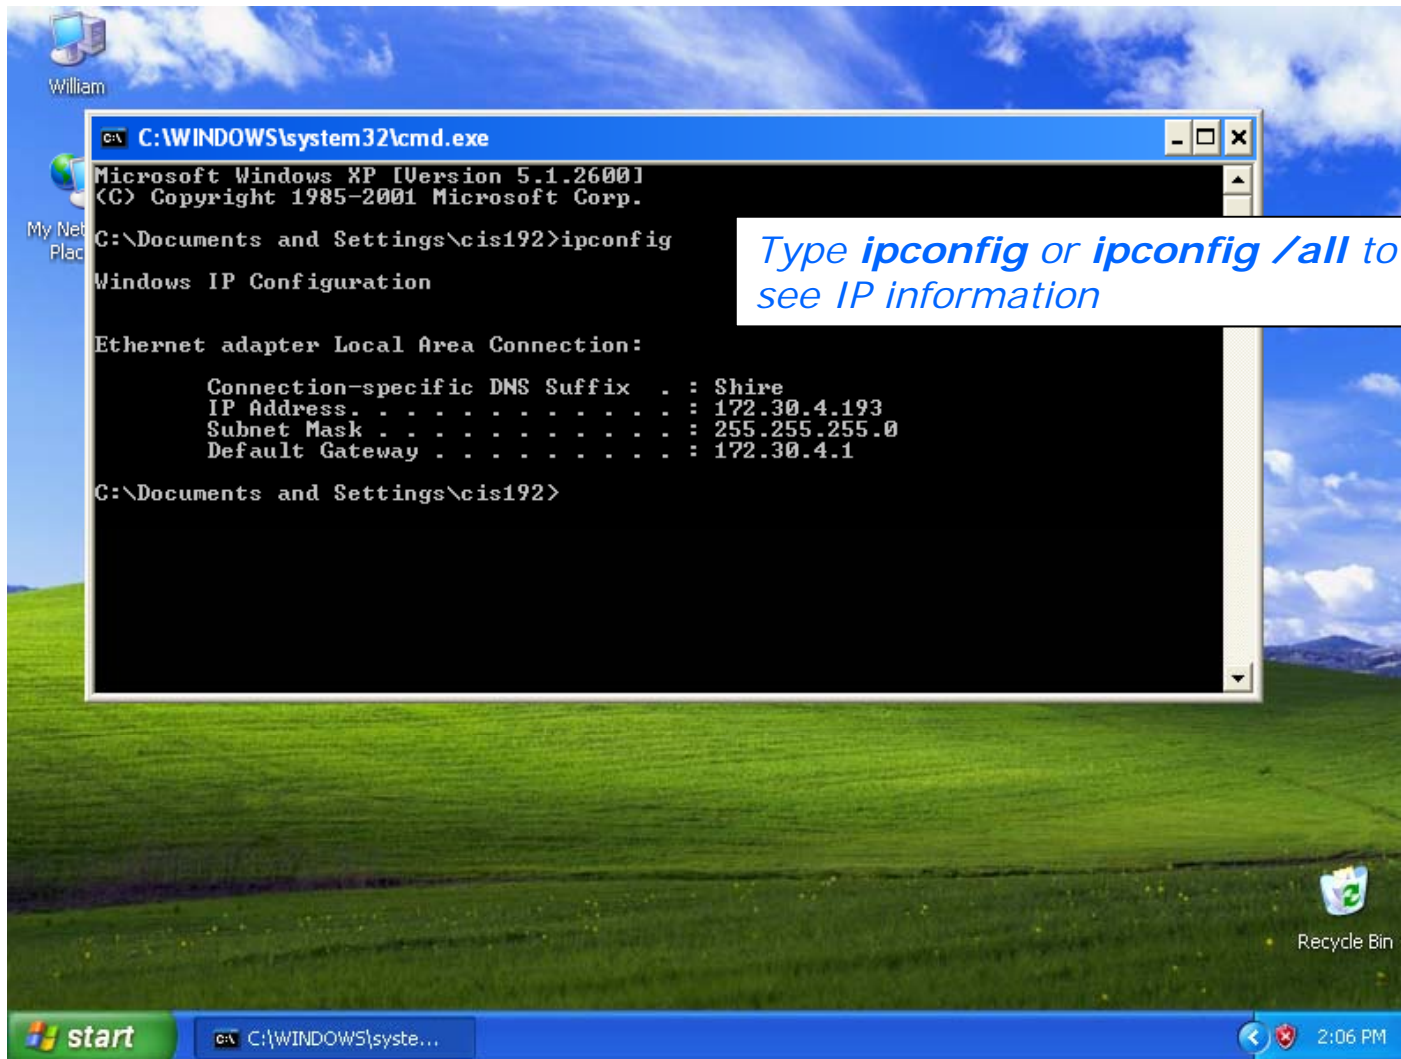 William
My Net
Plac
C:\WINDOWS\system32\cmd.exe
Microsoft Windows XP [Version 5.1.2600]
(C) Copyright 1985-2001 Microsoft Corp.
C:\Documents and Settings\cis192>ipconfig
Type ipconfig or ipconfig /all to
see IP information
Windows IP Configuration
Ethernet adapter Local Area Connection:
Connection-specific DNS Suffix . : Shire
IP Address. . . . . . . . . . . . : 172.30.4.193
Subnet Mask . . . . . . . . . . . : 255.255.255.0
Default Gateway . . . . . . . . . : 172.30.4.1
C:\Documents and Settings\cis192>
Recycle Bin
start
C:\WINDOWS\syste...
2:06 PM